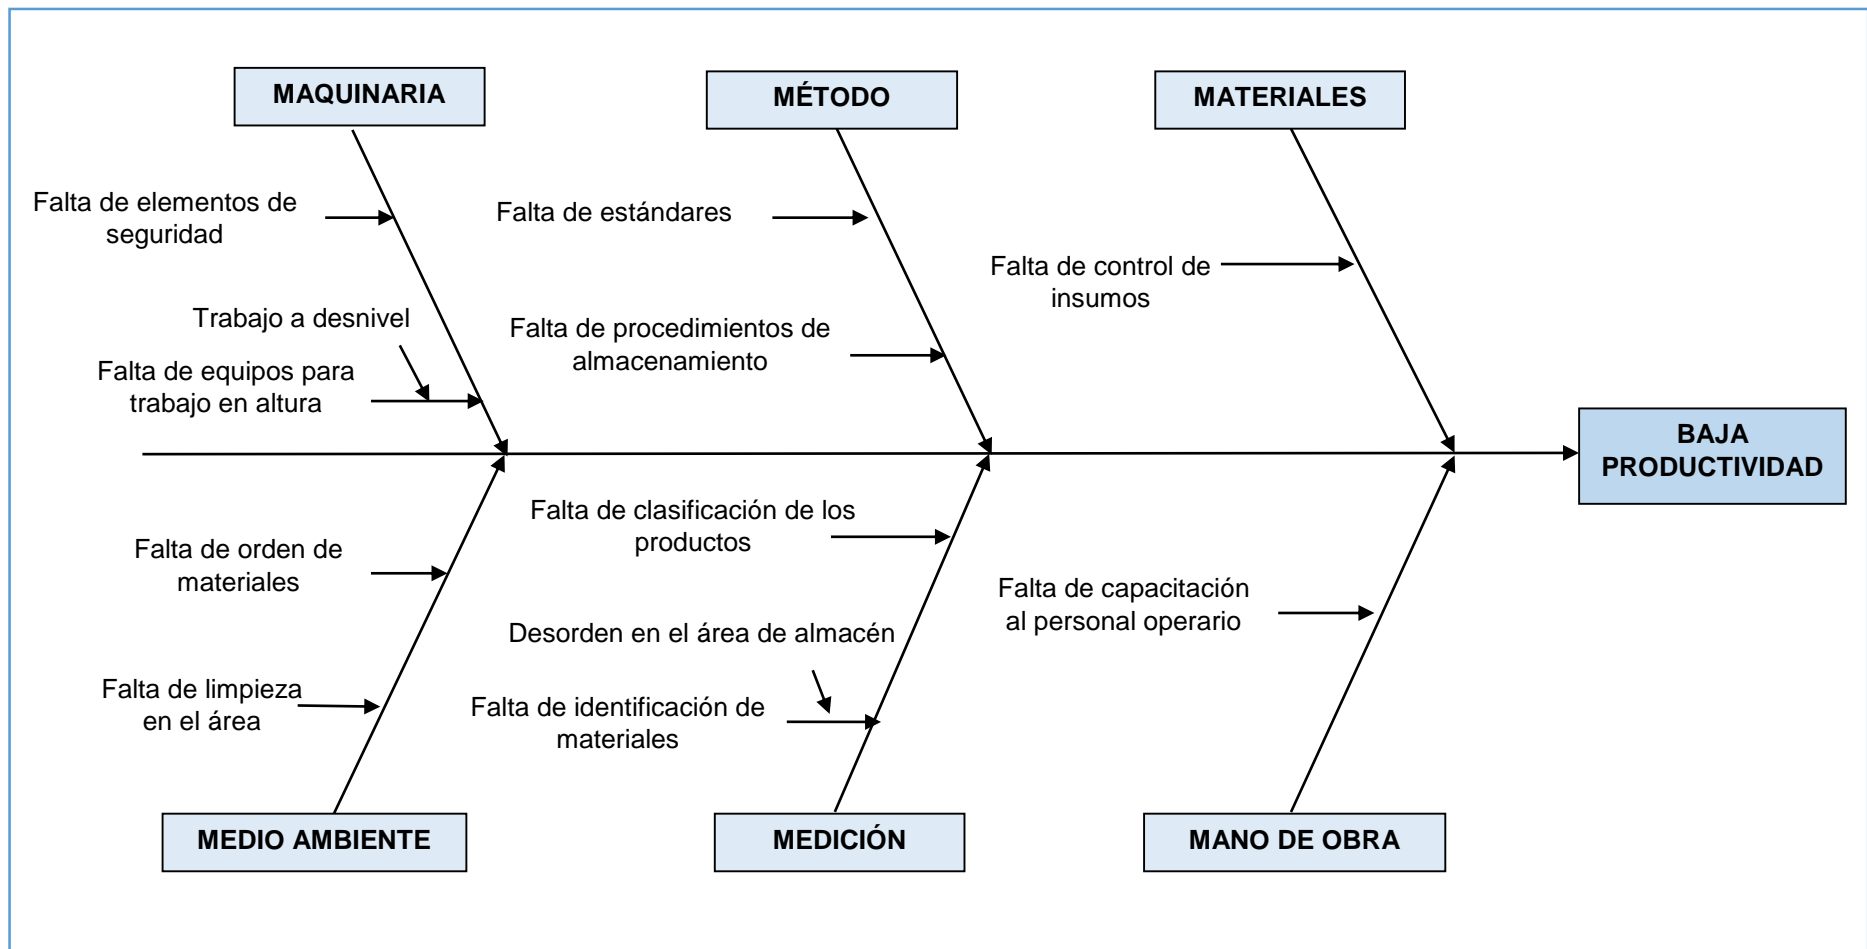 MAQUINARIA
MÉTODO
MATERIALES
Falta de elementos de
seguridad
Falta de estándares
Falta de control de
insumos
Trabajo a desnivel
Falta de procedimientos de
almacenamiento
Falta de equipos para
trabajo en altura
BAJA
PRODUCTIVIDAD
Falta de clasificación de los
productos
Falta de orden de
materiales
Falta de capacitación
al personal operario
Desorden en el área de almacén
Falta de limpieza
en el área
Falta de identificación de
materiales
MEDIO AMBIENTE
MEDICIÓN
MANO DE OBRA